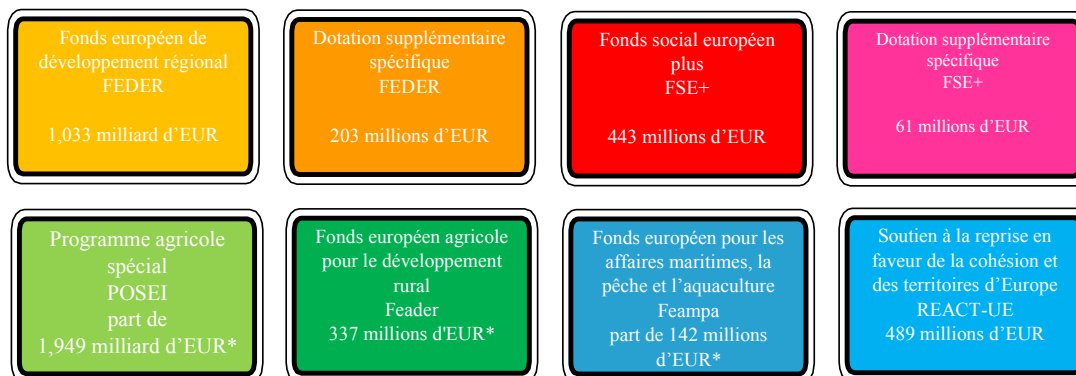 Fonds européen de
développement régional
FEDER
1,033 milliard d’EUR
Dotation supplémentaire
spécifique
FEDER
203 millions d’EUR
Fonds social européen
plus
FSE+
443 millions d’EUR
Dotation supplémentaire
spécifique
FSE+
61 millions d’EUR
Programme agricole
spécial
POSEI
part de
1,949 milliard d’EUR*
Fonds européen agricole
pour le développement
rural
Feader
337 millions d'EUR*
Fonds européen pour les
affaires maritimes, la
pêche et l’aquaculture
Feampa
part de 142 millions
d’EUR*
Soutien à la reprise en
faveur de la cohésion et
des territoires d’Europe
REACT-UE
489 millions d’EUR